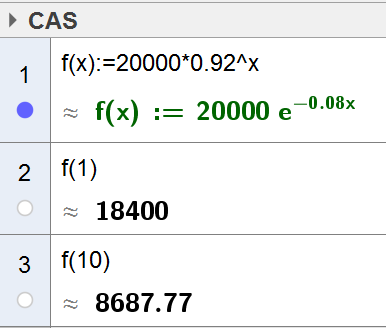 CAS
1
f(x):=20000*0.92^x
≈ f(x) := 20000 e^−0.08x
2
f(1)
≈ 18400
3
f(10)
≈ 8687.77